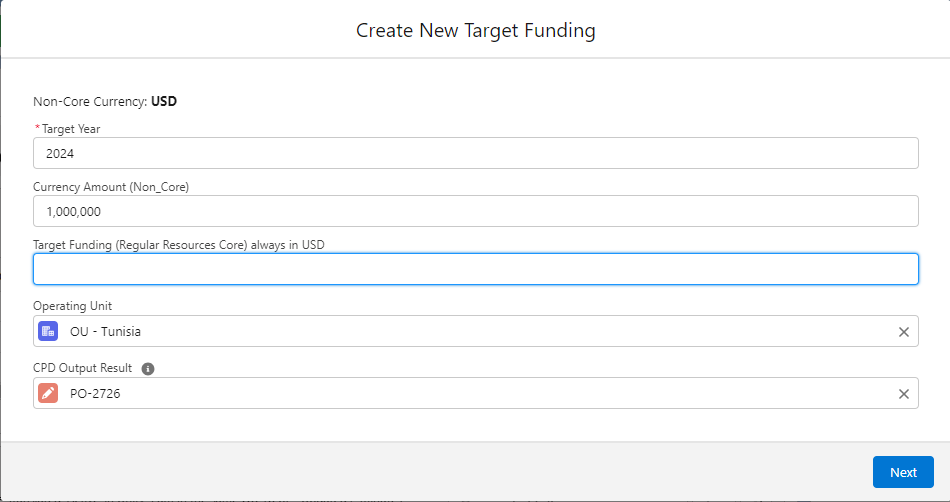 Create New Target Funding
Non-Core Currency: USD
*Target Year
2024
Currency Amount (Non_Core)
1,000,000
Target Funding (Regular Resources Core) always in USD
Operating Unit
OU - Tunisia
CPD Output Result
PO-2726
Next